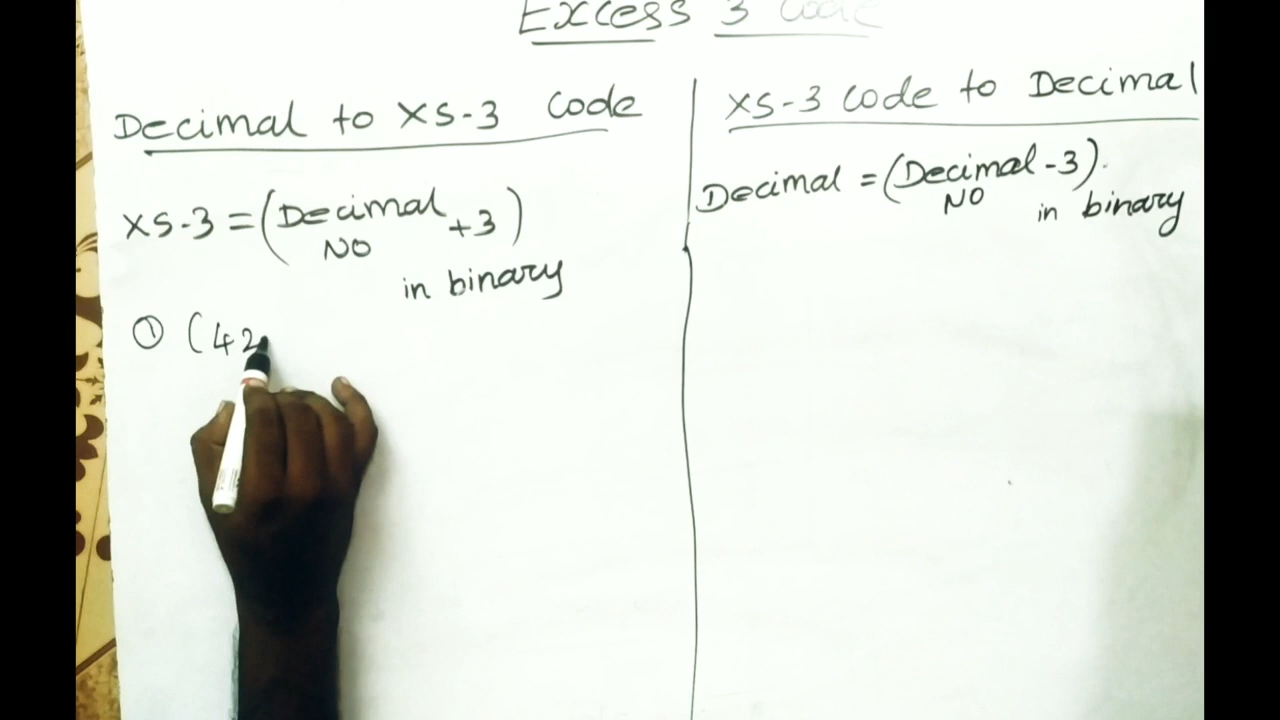 Excess 3 Code
Decimal to XS-3 Code
XS-3 = (Decimal +3)
NO
in binary
① (42
XS-3 Code to Decimal
Decimal = (Decimal -3).
NO
in binary